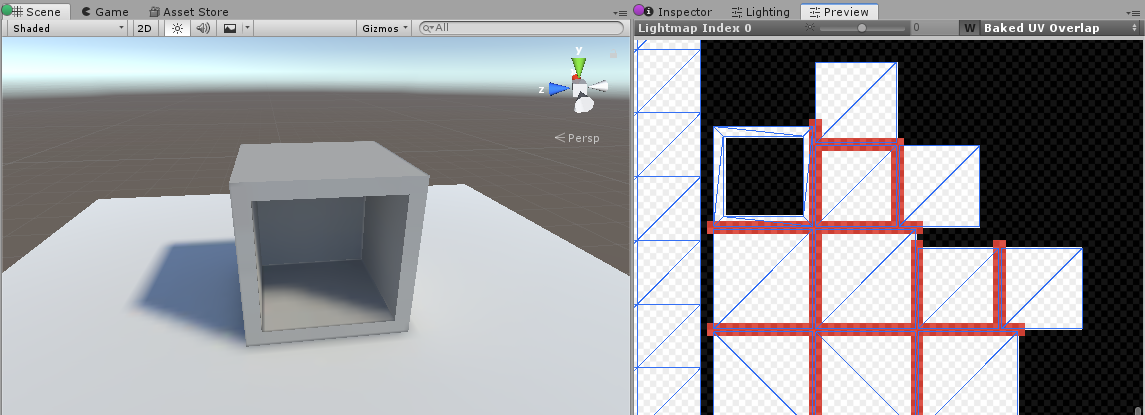 Scene Game Asset Store
Shaded 2D Gizmos All
y
z
Persp
Inspector Lighting Preview
Lightmap Index 0 0 W Baked UV Overlap